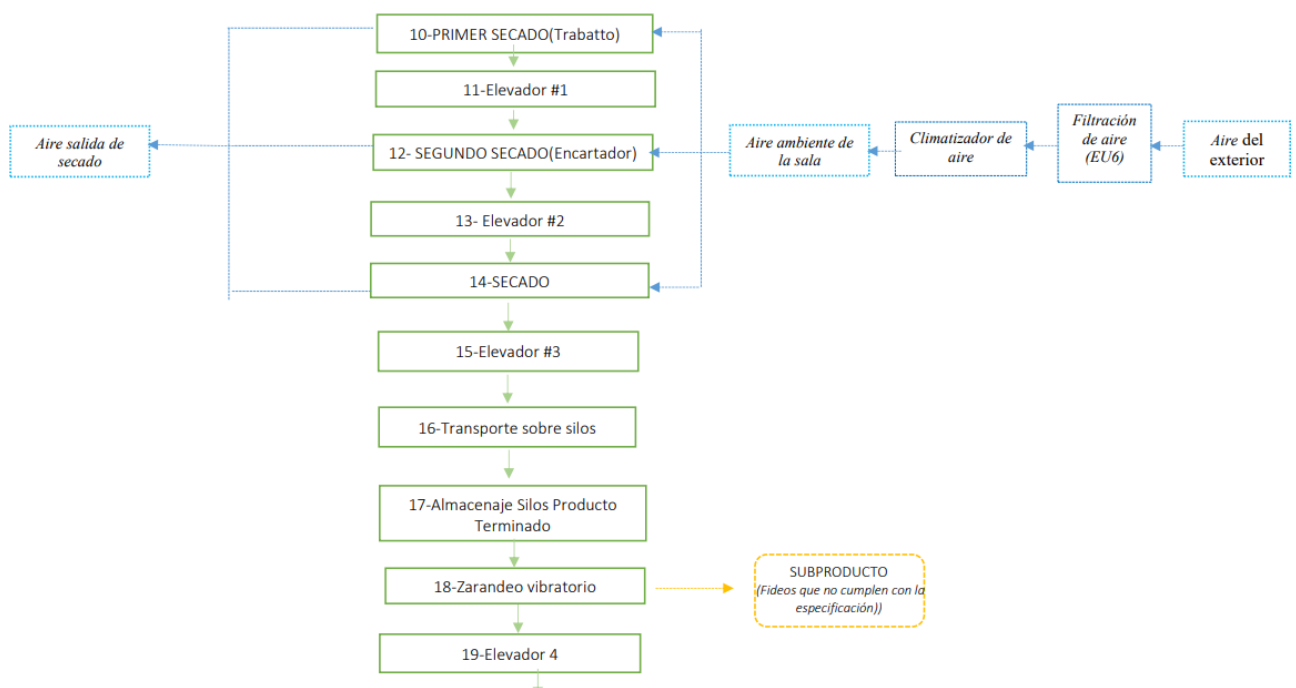 10-PRIMER SECADO(Trabatto)
11-Elevador #1
Aire salida de
secado
12- SEGUNDO SECADO(Encartador)
Aire ambiente de
la sala
Climatizador de
aire
Filtración
de aire
(EU6)
Aire del
exterior
13- Elevador #2
14-SECADO
15-Elevador #3
16-Transporte sobre silos
17-Almacenaje Silos Producto
Terminado
18-Zarandeo vibratorio
SUBPRODUCTO
(Fideos que no cumplen con la
especificación))
19-Elevador 4